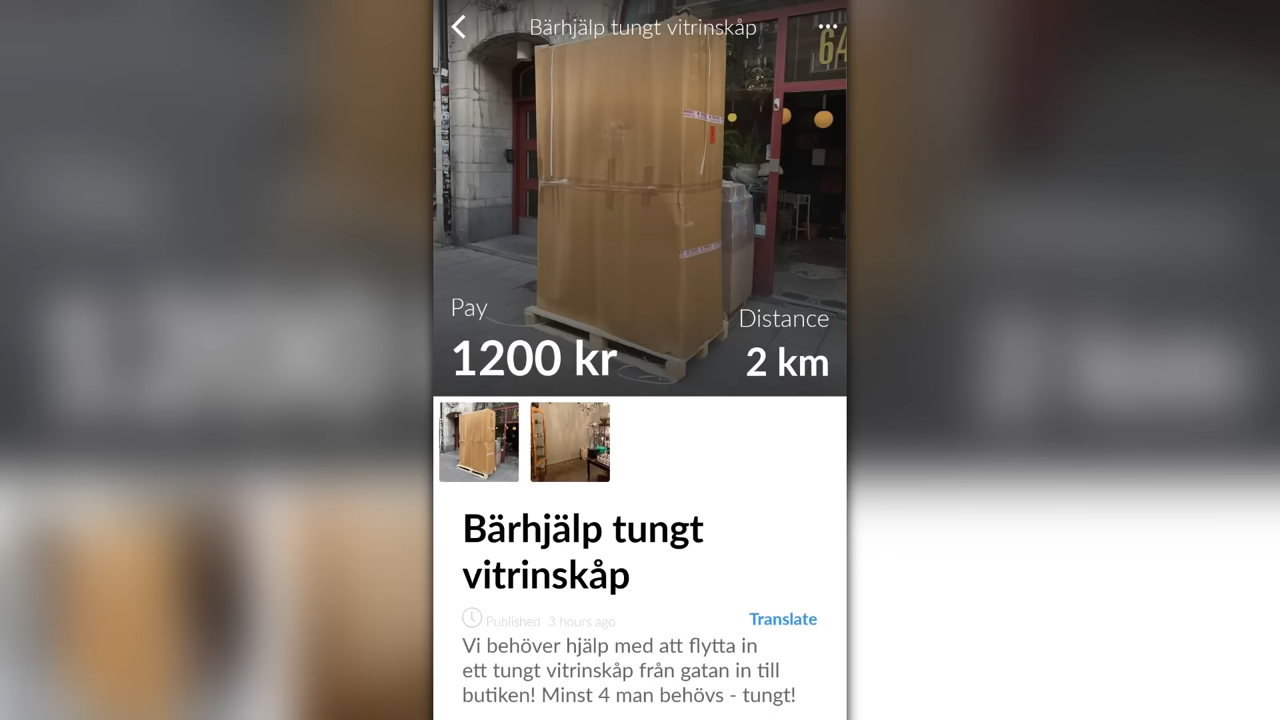 Bärhjälp tungt vitrinskåp
64
Pay
Distance
1200 kr
2 km
Bärhjälp tungt
vitrinskåp
Published 3 hours ago
Translate
Vi behöver hjälp med att flytta in
ett tungt vitrinskåp från gatan in till
butiken! Minst 4 man behövs - tungt!